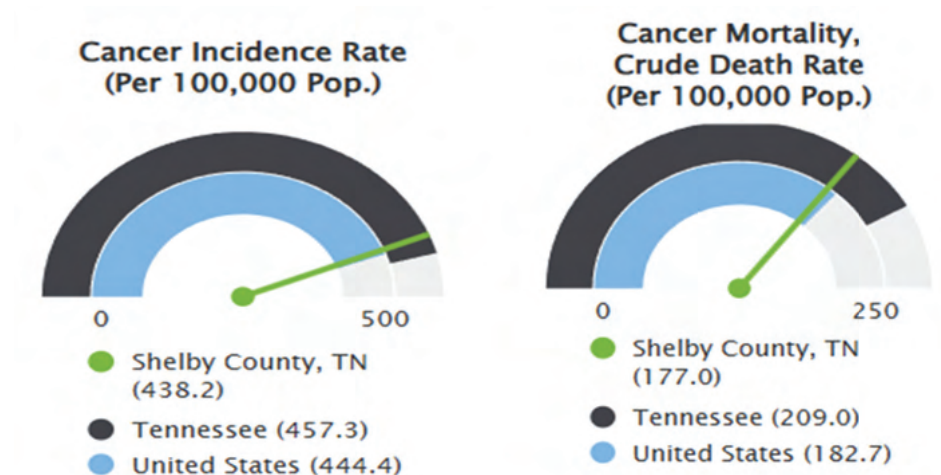 Cancer Incidence Rate
(Per 100,000 Pop.)
0
500
Shelby County, TN
(438.2)
Tennessee (457.3)
United States (444.4)
Cancer Mortality,
Crude Death Rate
(Per 100,000 Pop.)
0
250
Shelby County, TN
(177.0)
Tennessee (209.0)
United States (182.7)